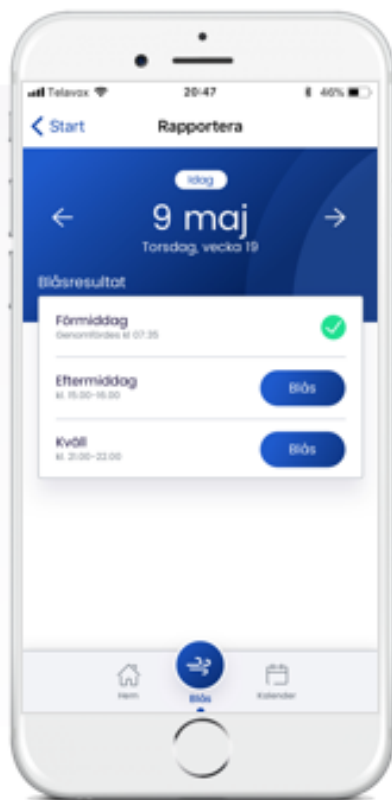 Telavox 20:47 46%
Start Rapportera
Idag
9 maj
Torsdag, vecka 19
Blåsresultat
Förmiddag
Genomfördes kl 07:35
Eftermiddag
kl. 15.00-16.00
Blås
Kväll
kl. 21.00-22.00
Blås
Hem Blås Kalender